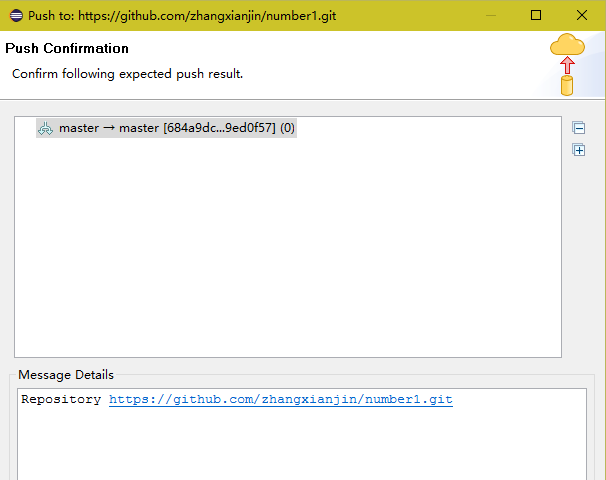 Push to: https://github.com/zhangxianjin/number1.git
Push Confirmation
Confirm following expected push result.
master → master [684a9dc...9ed0f57] (0)
Message Details
Repository https://github.com/zhangxianjin/number1.git